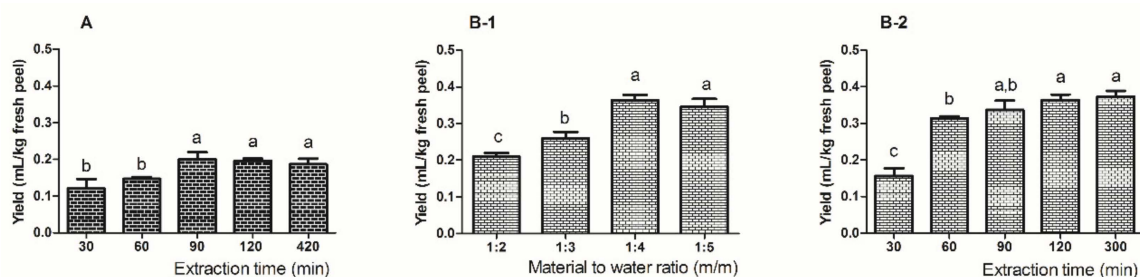 A
Yield (mL/kg fresh peel)
0.5
0.4
0.3
0.2
0.1
0.0
b
b
a
a
a
30 60 90 120 420
Extraction time (min)
B-1
Yield (mL/kg fresh peel)
0.5
0.4
0.3
0.2
0.1
0.0
c
b
a
a
1:2 1:3 1:4 1:5
Material to water ratio (m/m)
B-2
Yield (mL/kg fresh peel)
0.5
0.4
0.3
0.2
0.1
0.0
c
b
a,b
a
a
30 60 90 120 300
Extraction time (min)